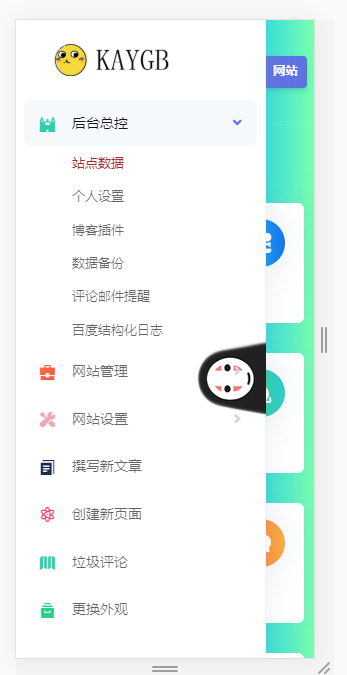 KAYGB
网站
后台总控
站点数据
个人设置
博客插件
数据备份
评论邮件提醒
百度结构化日志
网站管理
网站设置
撰写新文章
创建新页面
垃圾评论
更换外观